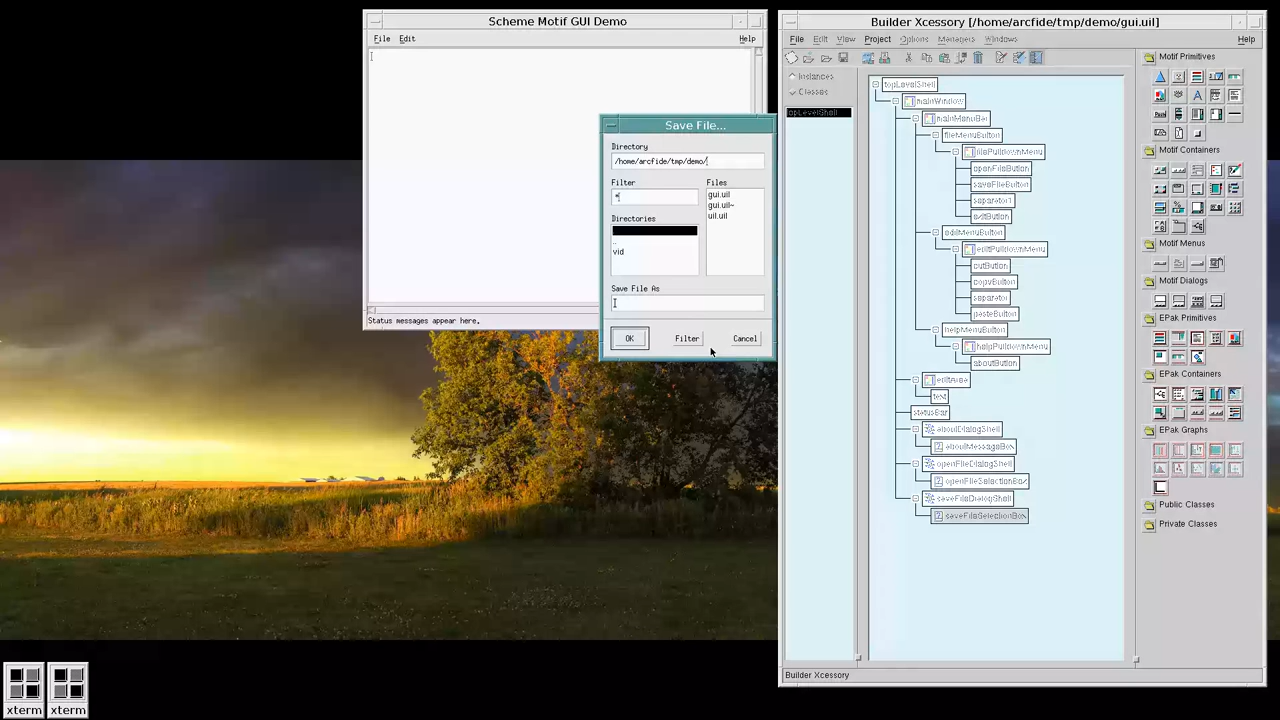 Scheme Motif GUI Demo
File Edit Help
Status messages appear here.
Save File...
Directory
/home/arcfide/tmp/demo/
Filter
*
Files
gui.uil
gui.uil~
uil.uil
Directories
..
vid
Save File As
OK Filter Cancel
Builder Xcessory [/home/arcfide/tmp/demo/gui.uil]
File Edit View Project Options Managers Windows Help
Instances
Classes
topLevelShell
topLevelShell
mainWindow
mainMenuBar
fileMenuButton
filePulldownMenu
openFileButton
saveFileButton
separator1
exitButton
editMenuButton
editPulldownMenu
cutButton
copyButton
separator
pasteButton
helpMenuButton
helpPulldownMenu
aboutButton
text
statusBar
aboutDialogShell
aboutMessageBox
openFileDialogShell
openFileSelectionBox
saveFileDialogShell
saveFileSelectionBox
Motif Primitives
Motif Containers
Motif Menus
Motif Dialogs
EPak Primitives
EPak Containers
EPak Graphs
Public Classes
Private Classes
Builder Xcessory
xterm
xterm